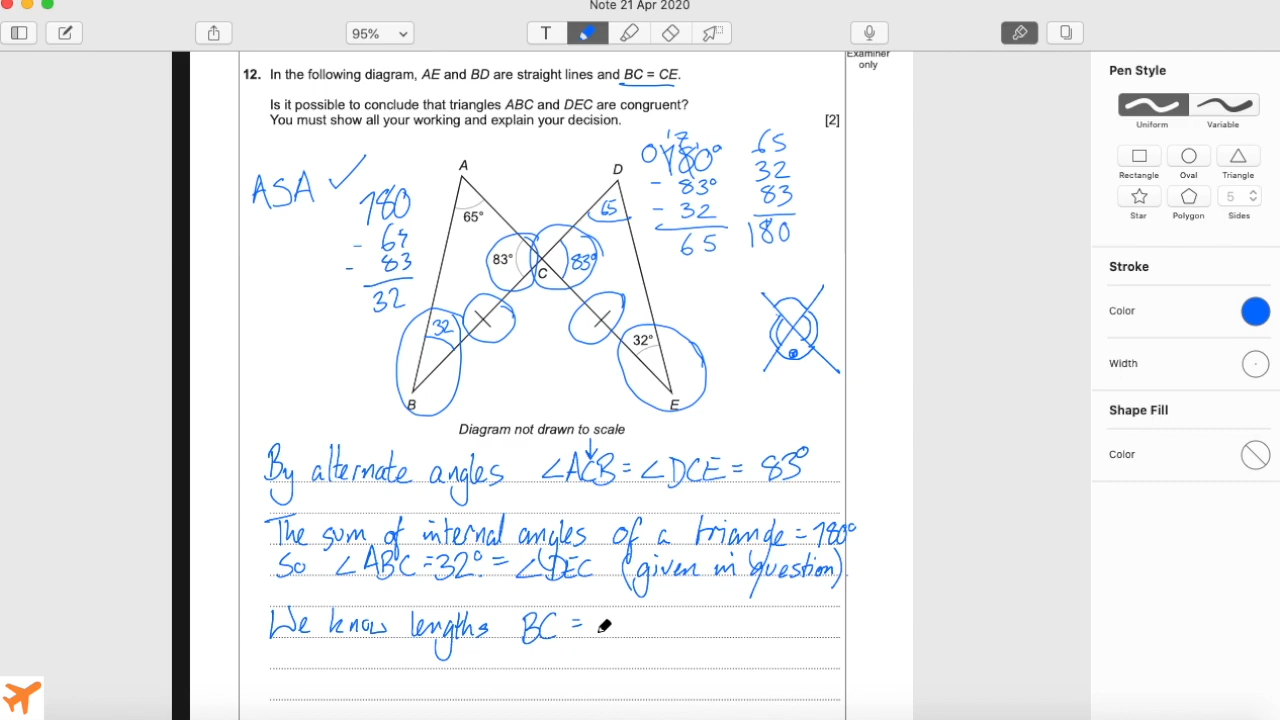 Note 21 Apr 2020
95%
T
Examiner
only
12. In the following diagram, AE and BD are straight lines and BC = CE.
Is it possible to conclude that triangles ABC and DEC are congruent?
You must show all your working and explain your decision.
[2]
ASA ✓
180
- 65
- 83
32
180°
- 83°
- 32
65
65
32
83
180
A
D
65°
65
83°
83°
C
32
32°
B
E
Diagram not drawn to scale
By alternate angles ∠ACB = ∠DCE = 83°
The sum of internal angles of a triange = 180°
So ∠ABC = 32° = ∠DEC (given in question)
We know lengths BC =
Pen Style
Uniform
Variable
Rectangle
Oval
Triangle
Star
Polygon
5
Sides
Stroke
Color
Width
Shape Fill
Color